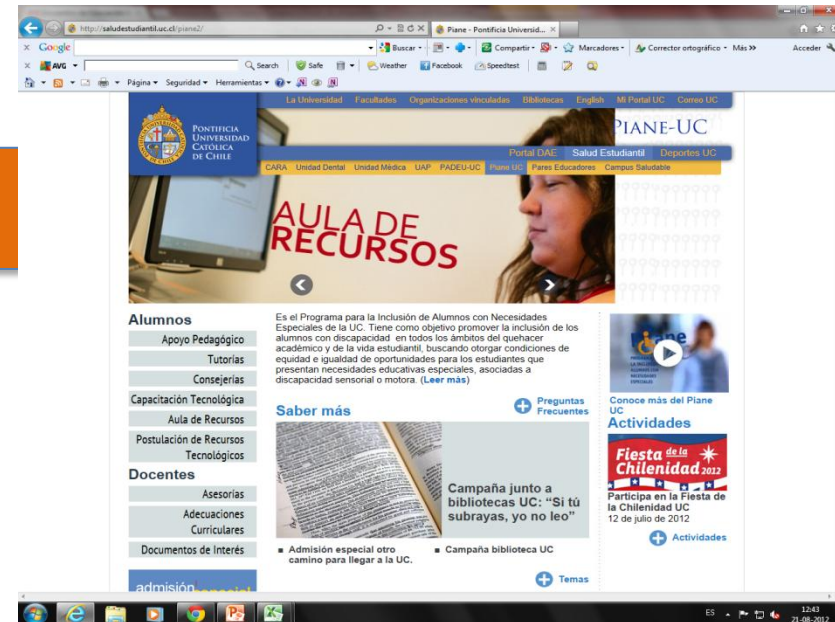 http://saludestudiantil.uc.cl/piane2/
Piane - Pontificia Universid...
Google
Buscar
Compartir
Marcadores
Corrector ortográfico
Más »
Acceder
AVG
Search
Safe
Weather
Facebook
Speedtest
Página
Seguridad
Herramientas
La Universidad Facultades Organizaciones vinculadas Bibliotecas English Mi Portal UC Correo UC
PONTIFICIA
UNIVERSIDAD
CATÓLICA
DE CHILE
PIANE-UC
Portal DAE Salud Estudiantil Deportes UC
CARA Unidad Dental Unidad Médica UAP PADEU-UC Piane UC Pares Educadores Campus Saludable
AULA DE
RECURSOS
Alumnos
Apoyo Pedagógico
Tutorías
Consejerías
Capacitación Tecnológica
Aula de Recursos
Postulación de Recursos
Tecnológicos
Docentes
Asesorías
Adecuaciones
Curriculares
Documentos de Interés
admisión
Es el Programa para la Inclusión de Alumnos con Necesidades
Especiales de la UC. Tiene como objetivo promover la inclusión de los
alumnos con discapacidad en todos los ámbitos del quehacer
académico y de la vida estudiantil, buscando otorgar condiciones de
equidad e igualdad de oportunidades para los estudiantes que
presentan necesidades educativas especiales, asociadas a
discapacidad sensorial o motora. (Leer más)
Saber más
Preguntas
Frecuentes
Campaña junto a
bibliotecas UC: “Si tú
subrayas, yo no leo”
Admisión especial otro
camino para llegar a la UC.
Campaña biblioteca UC
Temas
Conoce más del Piane
UC
Actividades
Fiesta de la
Chilenidad 2012
Participa en la Fiesta de
la Chilenidad UC
12 de julio de 2012
Actividades
ES
12:43
21-08-2012